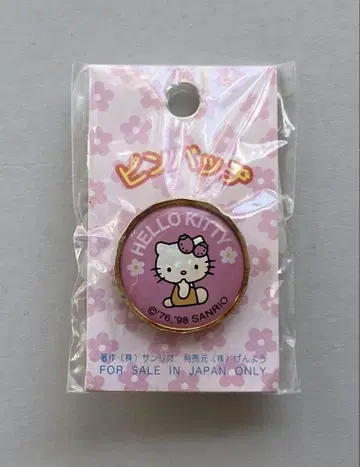 ピンバッヂ
HELLO KITTY
©'76,'98 SANRIO
著作(株)サンリオ 発売元(株)げんよう
FOR SALE IN JAPAN ONLY